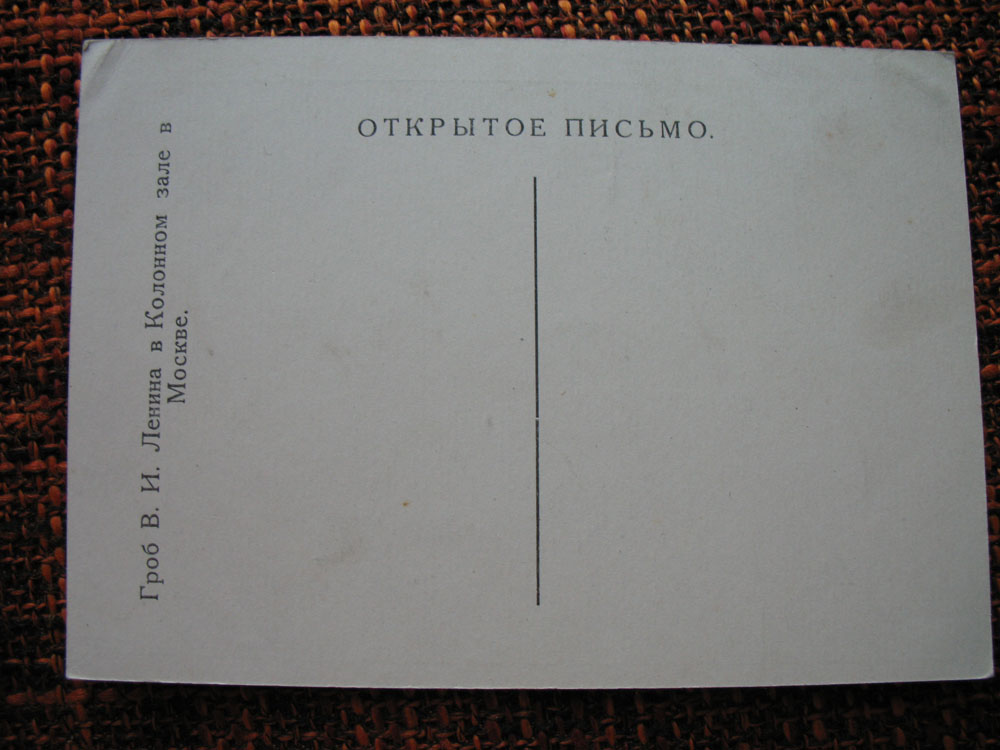 ОТКРЫТОЕ ПИСЬМО.
Гроб В. И. Ленина в Колонном зале в
Москве.